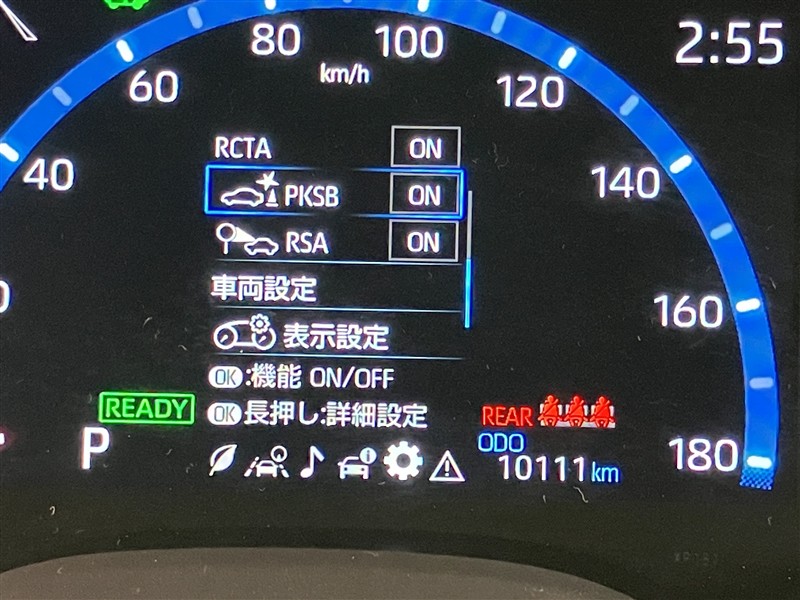 80
100
2:55
km/h
60
120
RCTA ON
40
140
PKSB ON
RSA ON
車両設定
160
表示設定
OK:機能 ON/OFF
READY
OK長押し:詳細設定
REAR
P
ODO
180
10111km